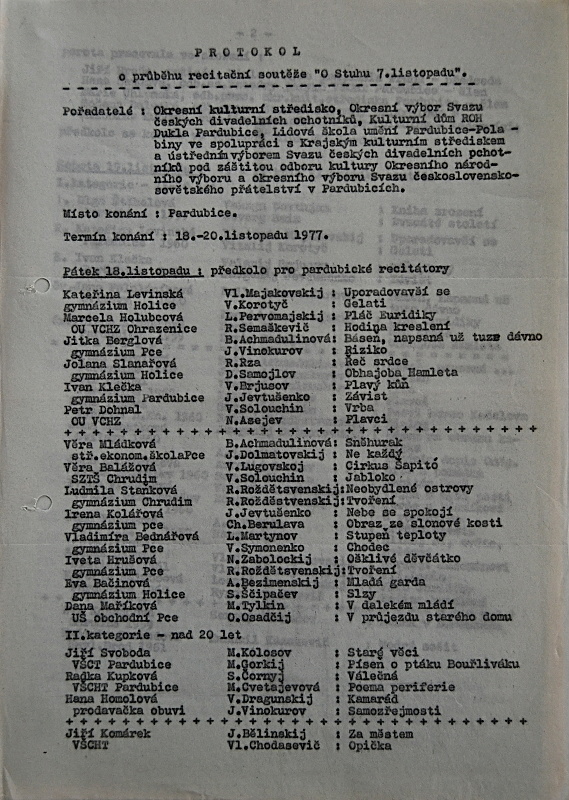 P R O T O K O L
o průběhu recitační soutěže "O Stuhu 7.listopadu".
Pořadatelé : Okresní kulturní středisko, Okresní výbor Svazu
českých divadelních ochotníků, Kulturní dům ROH
Dukla Pardubice, Lidová škola umění Pardubice-Pola -
biny ve spolupráci s Krajským kulturním střediskem
a ústředním výborem Svazu českých divadelních ochot-
níků pod záštitou odboru kultury Okresního národ-
ního výboru a okresního výboru Svazu československo-
sovětského přátelství v Pardubicích.
Místo konání : Pardubice.
Termín konání : 18.-20.listopadu 1977.
Pátek 18.listopadu : předkolo pro pardubické recitátory
Kateřina Levinská Vl.Majakovskij : Uporadovavší se
gymnázium Holice V.Korotyč : Gelati
Marcela Holubcová L.Pervomajskij : Pláč Euridiky
OU VCHZ Ohrazenice R.Semaškevič : Hodina kreslení
Jitka Berglová B.Achmadulinová: Báseň, napsaná už tuze dávno
gymnázium Pce J.Vinokurov : Riziko
Jolana Slanařová R.Rza : Řeč srdce
gymnázium Holice D.Samojlov : Obhajoba Hamleta
Ivan Klečka V.Brjusov : Plavý kůň
gymnázium Pardubice J.Jevtušenko : Závist
Petr Dohnal V.Solouchin : Vrba
OU VCHZ N.Asejev : Plavci
+ + + + + + + + + + + + + + + + + + + + + + + + + + + + + + + + +
Věra Mládková B.Achmadulinová: Sněhurak
stř.ekonom.školaPce J.Dolmatovskij : Ne každý
Věra Balážová V.Lugovskoj : Cirkus Šapitó
SZTŠ Chrudim V.Solouchin : Jabloko
Ludmila Staňková R.Rožděstvenskij:Neobydlené ostrovy
gymnázium Chrudim R.Rožděstvenskij:Tvoření
Irena Kolářová J.Jevtušenko : Nebe se spokojí
gymnázium pce Ch.Berulava : Obraz ze slonové kosti
Vladimíra Bednářová L.Martynov : Stupeň teploty
gymnázium Pce V.Symonenko : Chodec
Iveta Hrušová N.Zabolockij : Ošklivé děvčátko
gymnázium Pce R.Rožděstvenskij:Tvoření
Eva Bačinová A.Bezimenskij : Mladá garda
gymnázium Holice S.Ščipačev : Slzy
Dana Maříková M.Tylkin : V dalekém mládí
UŠ obchodní Pce O.Osadčij : V průjezdu starého domu
II.kategorie - nad 20 let
Jiří Svoboda M.Kolosov : Starý věci
VŠCT Pardubice M.Gorkij : Písen o ptáku Bouřliváku
Radka Kupková S.Čornyj : Válečná
VŠCHT Pardubice M.Cvetajevová : Poema periferie
Hana Homolová V.Dragunskij : Kamarád
prodavačka obuvi J.Vinokurov : Samozřejmosti
+ + + + + + + + + + + + + + + + + + + + + + + + + + + + + + + + +
Jiří Komárek J.Bělinskij : Za městem
VŠCHT Vl.Chodasevič : Opička